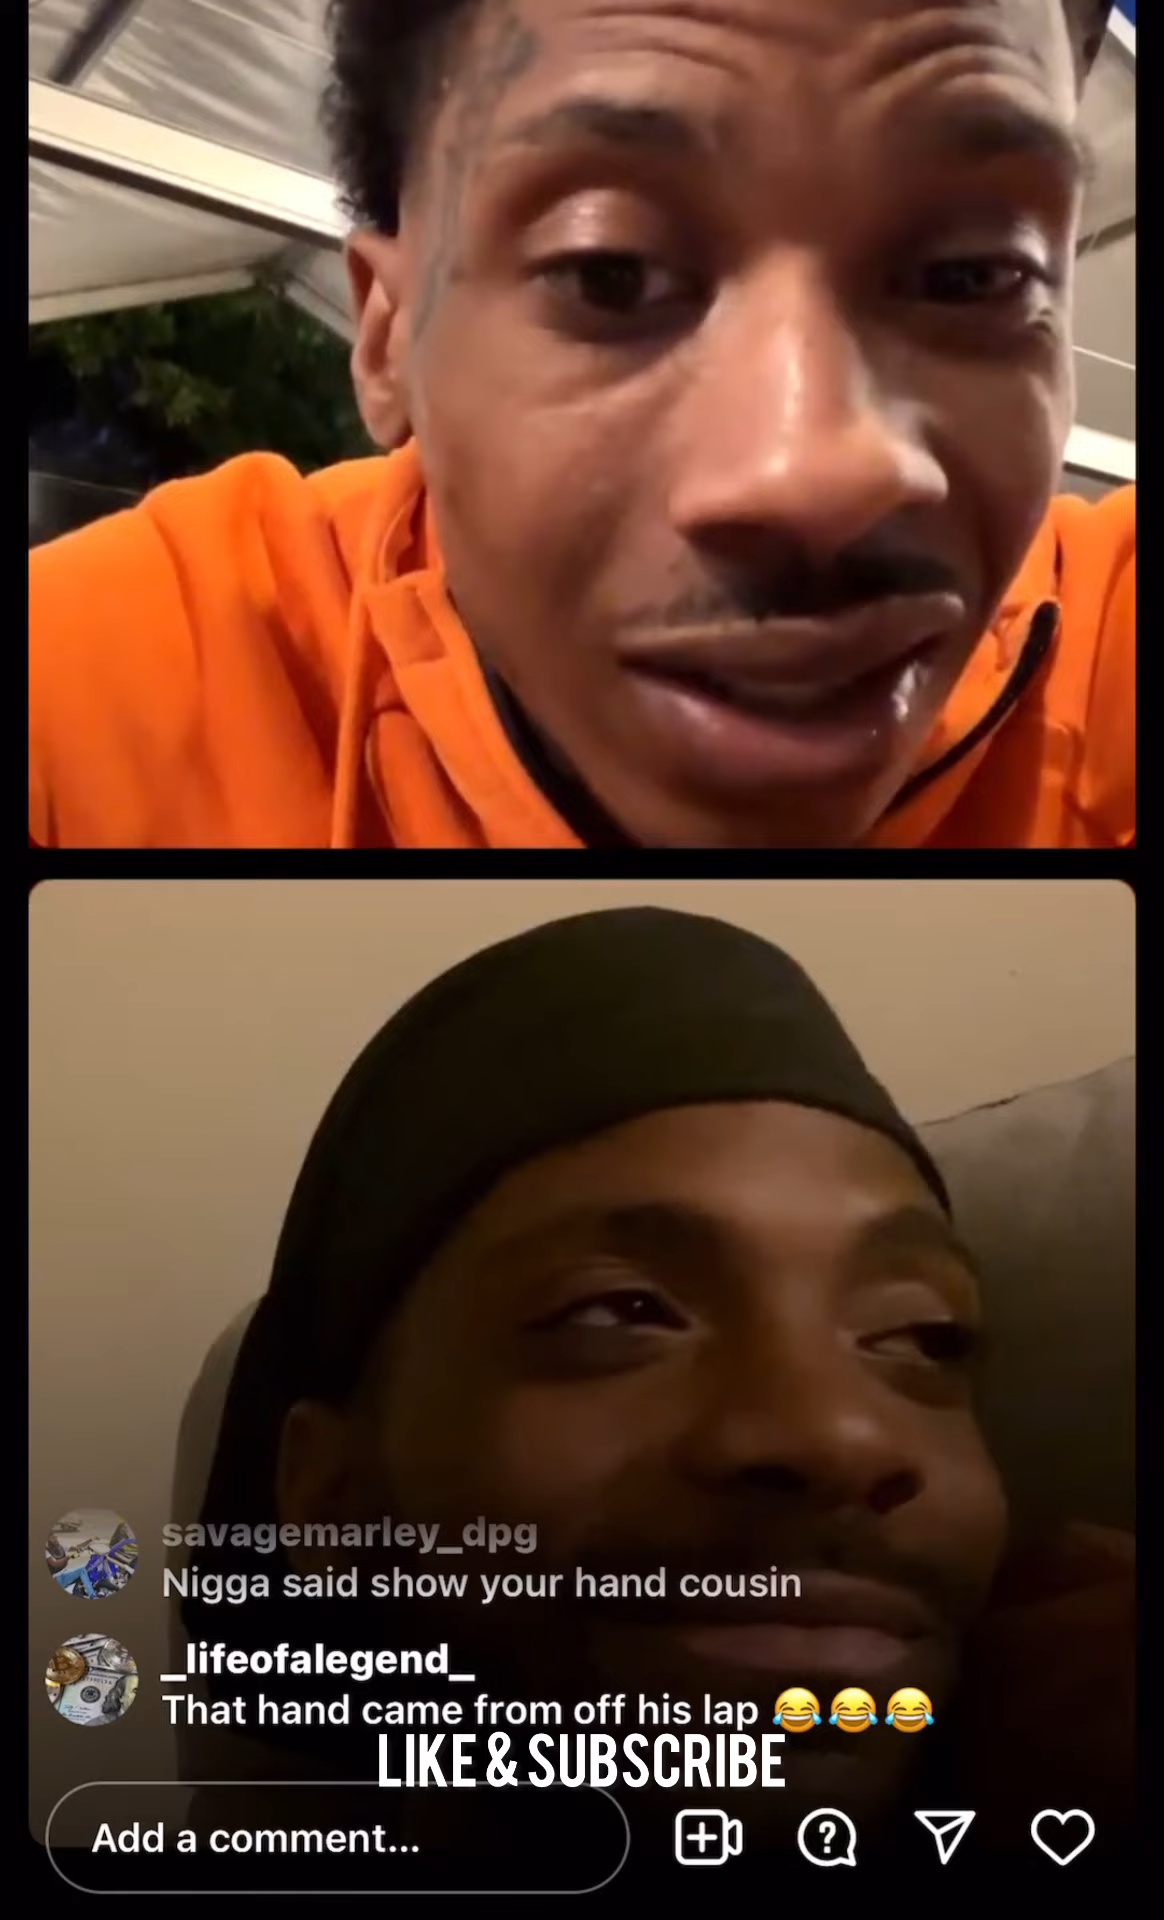 savagemarley_dpg
Nigga said show your hand cousin
_lifeofalegend_
That hand came from off his lap 😂😂😂
LIKE & SUBSCRIBE
Add a comment...